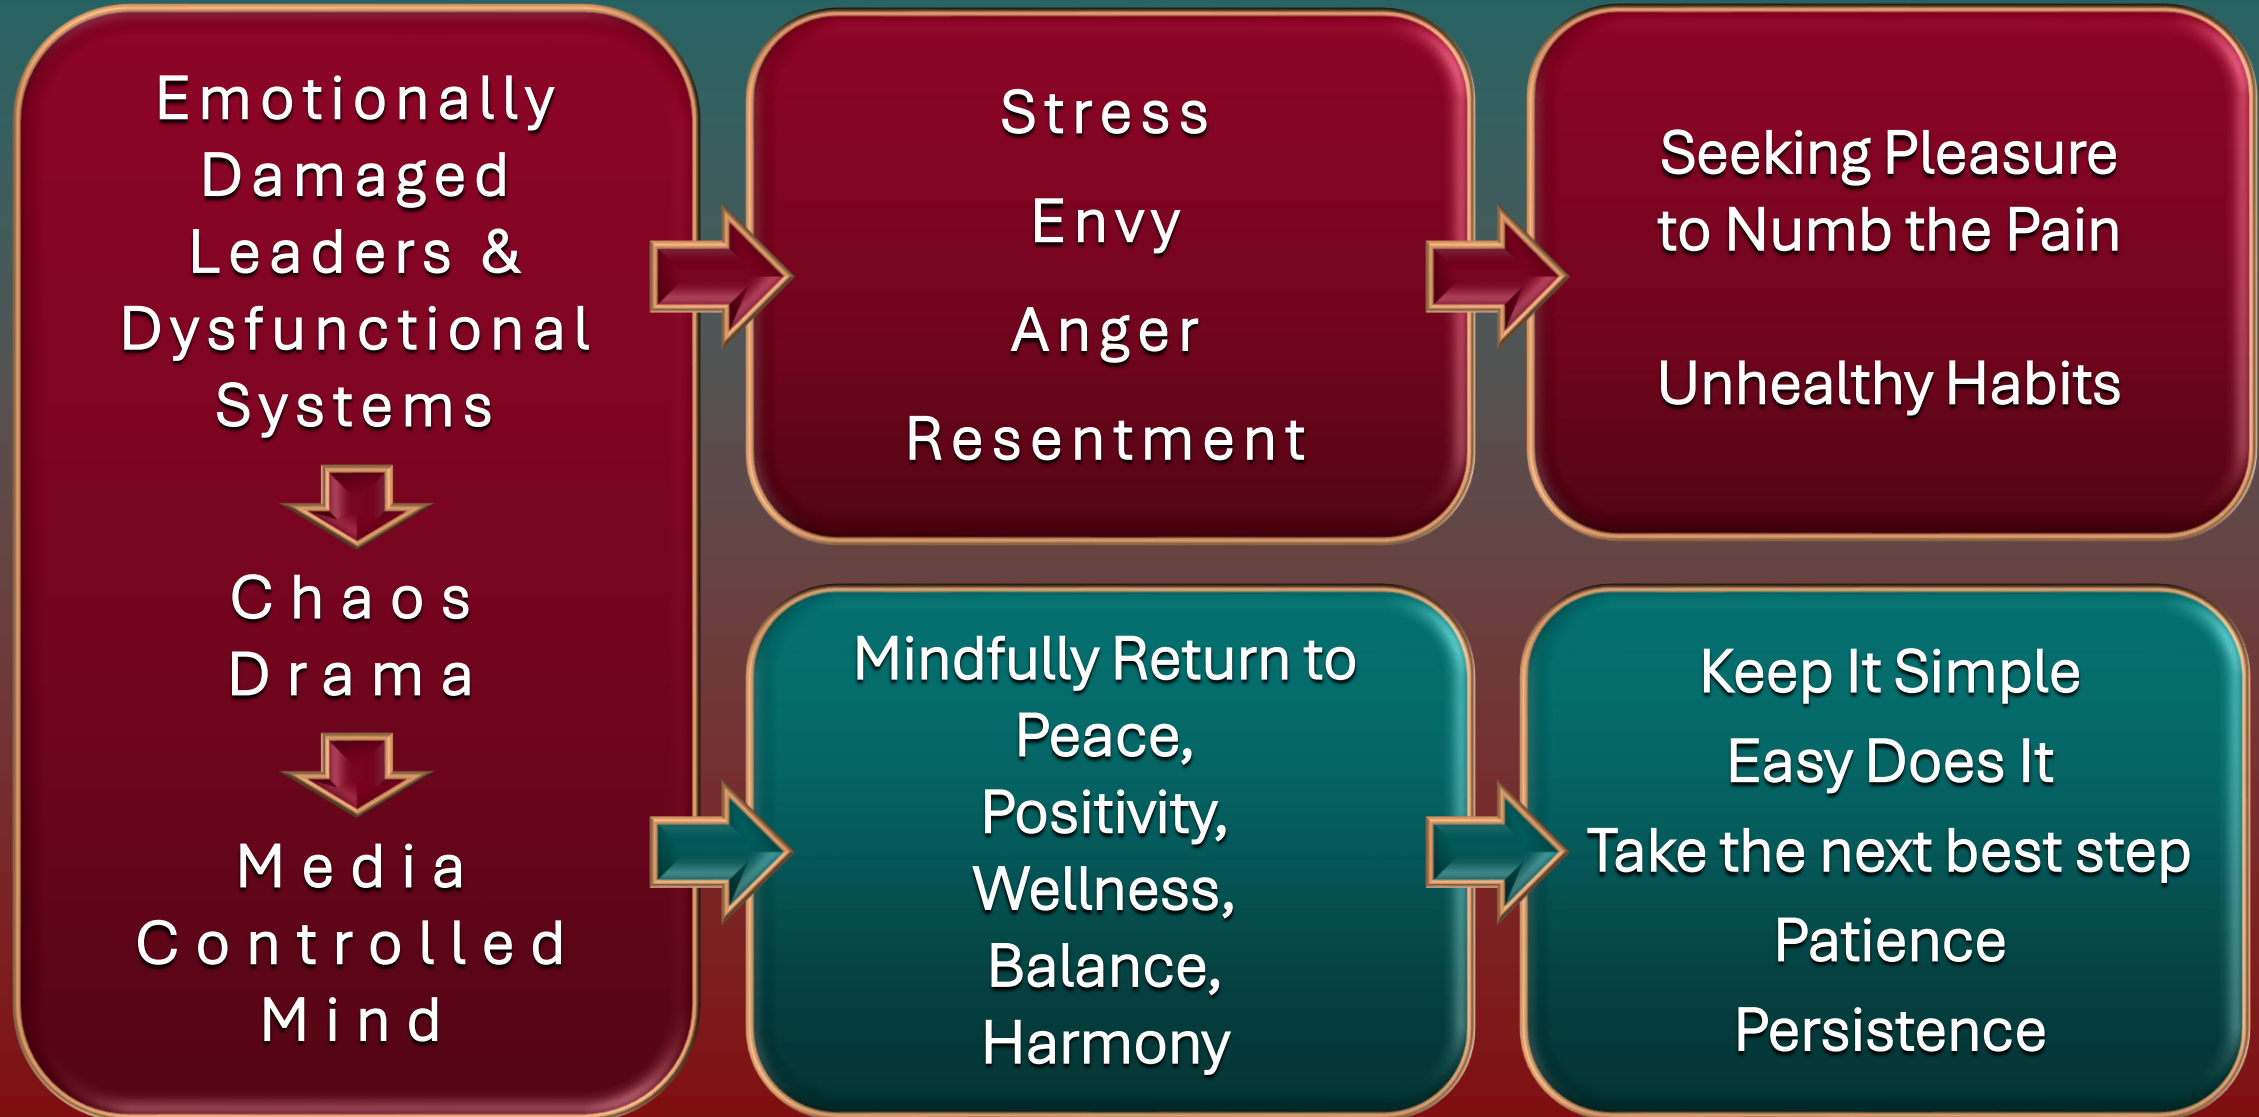 Emotionally
Damaged
Leaders &
Dysfunctional
Systems
Chaos
Drama
Media
Controlled
Mind
Stress
Envy
Anger
Resentment
Seeking Pleasure
to Numb the Pain
Unhealthy Habits
Mindfully Return to
Peace,
Positivity,
Wellness,
Balance,
Harmony
Keep It Simple
Easy Does It
Take the next best step
Patience
Persistence